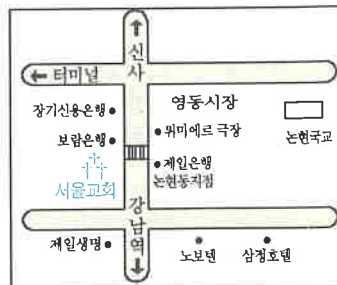 신사
터미널
장기신용은행
영동시장
뤼미에르 극장
논현국교
보람은행
제일은행
논현동지점
서울교회
강남역
제일생명
노보텔
삼정호텔